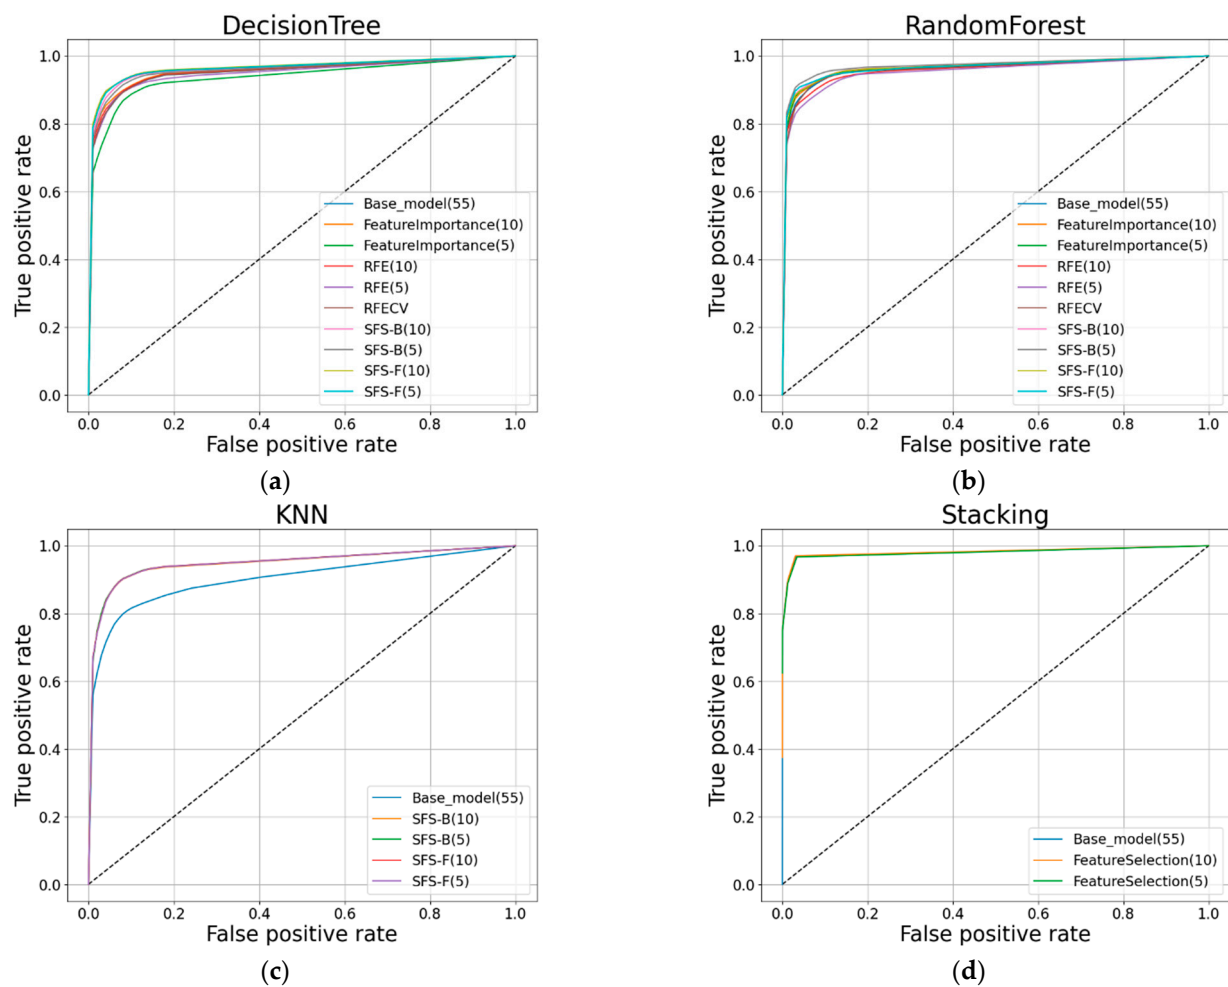 DecisionTree
True positive rate
1.0
0.8
0.6
0.4
0.2
0.0
Base_model(55)
FeatureImportance(10)
FeatureImportance(5)
RFE(10)
RFE(5)
RFECV
SFS-B(10)
SFS-B(5)
SFS-F(10)
SFS-F(5)
0.0 0.2 0.4 0.6 0.8 1.0
False positive rate
(a)
RandomForest
True positive rate
1.0
0.8
0.6
0.4
0.2
0.0
Base_model(55)
FeatureImportance(10)
FeatureImportance(5)
RFE(10)
RFE(5)
RFECV
SFS-B(10)
SFS-B(5)
SFS-F(10)
SFS-F(5)
0.0 0.2 0.4 0.6 0.8 1.0
False positive rate
(b)
KNN
True positive rate
1.0
0.8
0.6
0.4
0.2
0.0
Base_model(55)
SFS-B(10)
SFS-B(5)
SFS-F(10)
SFS-F(5)
0.0 0.2 0.4 0.6 0.8 1.0
False positive rate
(c)
Stacking
True positive rate
1.0
0.8
0.6
0.4
0.2
0.0
Base_model(55)
FeatureSelection(10)
FeatureSelection(5)
0.0 0.2 0.4 0.6 0.8 1.0
False positive rate
(d)